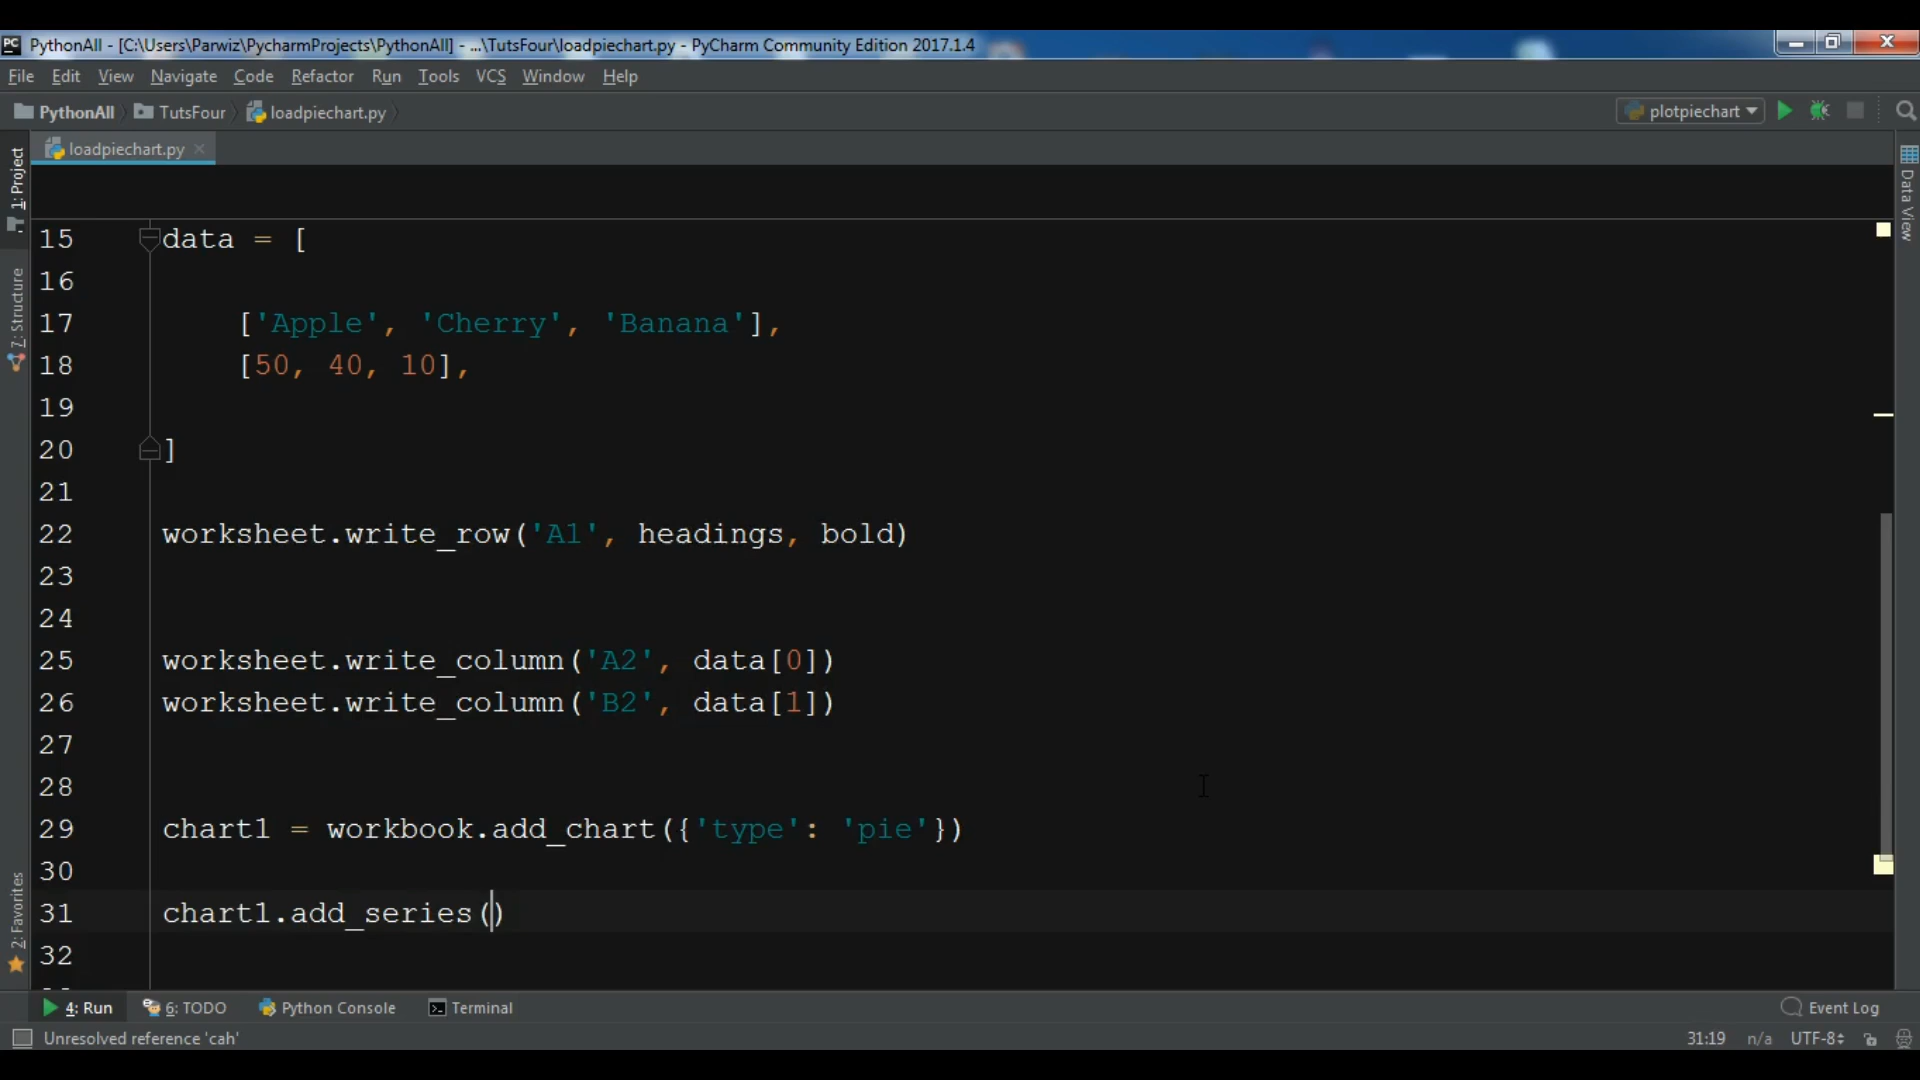 PythonAll - [C:\Users\Parwiz\PycharmProjects\PythonAll] - ...\TutsFour\loadpiechart.py - PyCharm Community Edition 2017.1.4
File Edit View Navigate Code Refactor Run Tools VCS Window Help
PythonAll TutsFour loadpiechart.py plotpiechart
loadpiechart.py
1: Project
7: Structure
2: Favorites
Data View
15 data = [
16
17 ['Apple', 'Cherry', 'Banana'],
18 [50, 40, 10],
19
20 ]
21
22 worksheet.write_row('A1', headings, bold)
23
24
25 worksheet.write_column('A2', data[0])
26 worksheet.write_column('B2', data[1])
27
28
29 chart1 = workbook.add_chart({'type': 'pie'})
30
31 chart1.add_series()
32
4: Run 6: TODO Python Console Terminal Event Log
Unresolved reference 'cah' 31:19 n/a UTF-8